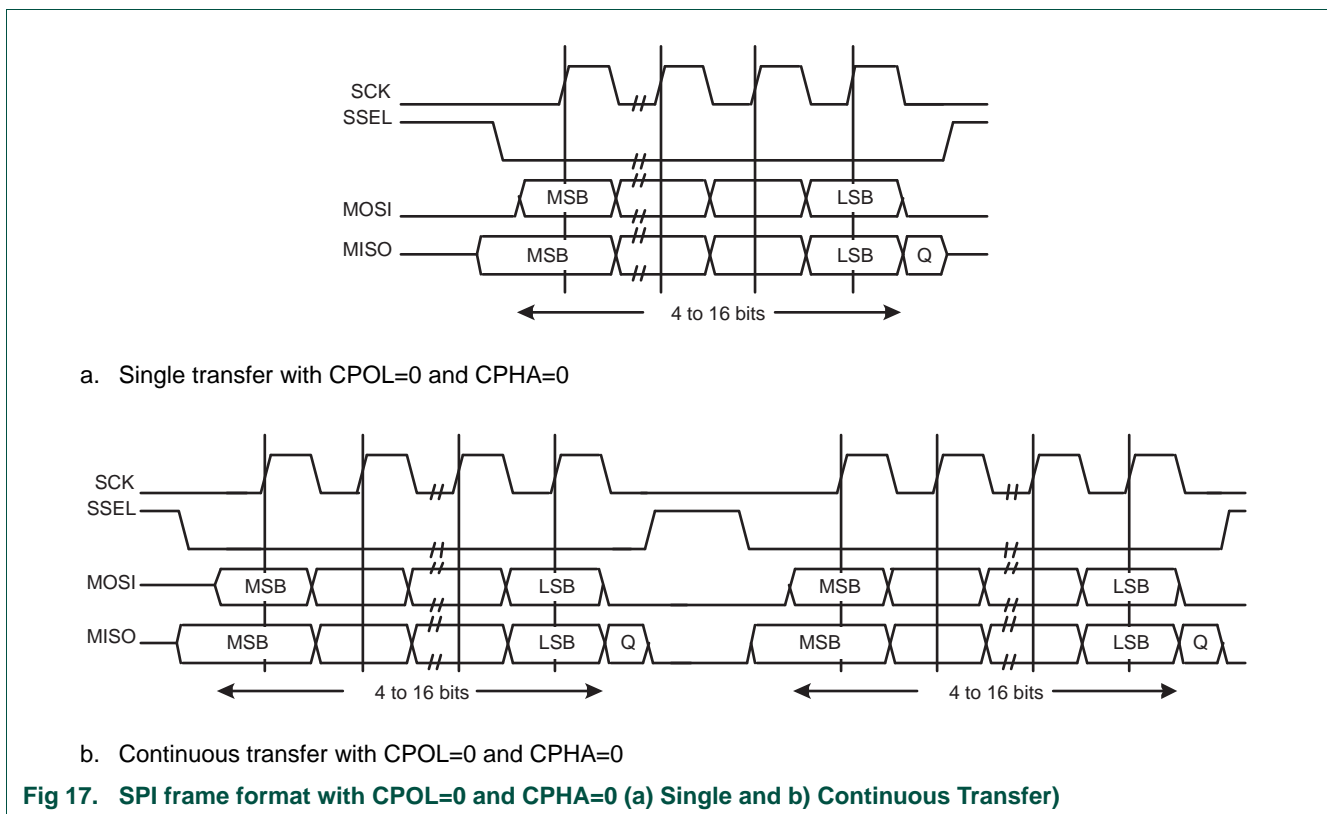 SCK
SSEL
MOSI
MSB
LSB
MISO
MSB
LSB
Q
4 to 16 bits
a. Single transfer with CPOL=0 and CPHA=0
SCK
SSEL
MOSI
MSB
LSB
MSB
LSB
MISO
MSB
LSB
Q
MSB
LSB
Q
4 to 16 bits
4 to 16 bits
b. Continuous transfer with CPOL=0 and CPHA=0
Fig 17. SPI frame format with CPOL=0 and CPHA=0 (a) Single and b) Continuous Transfer)